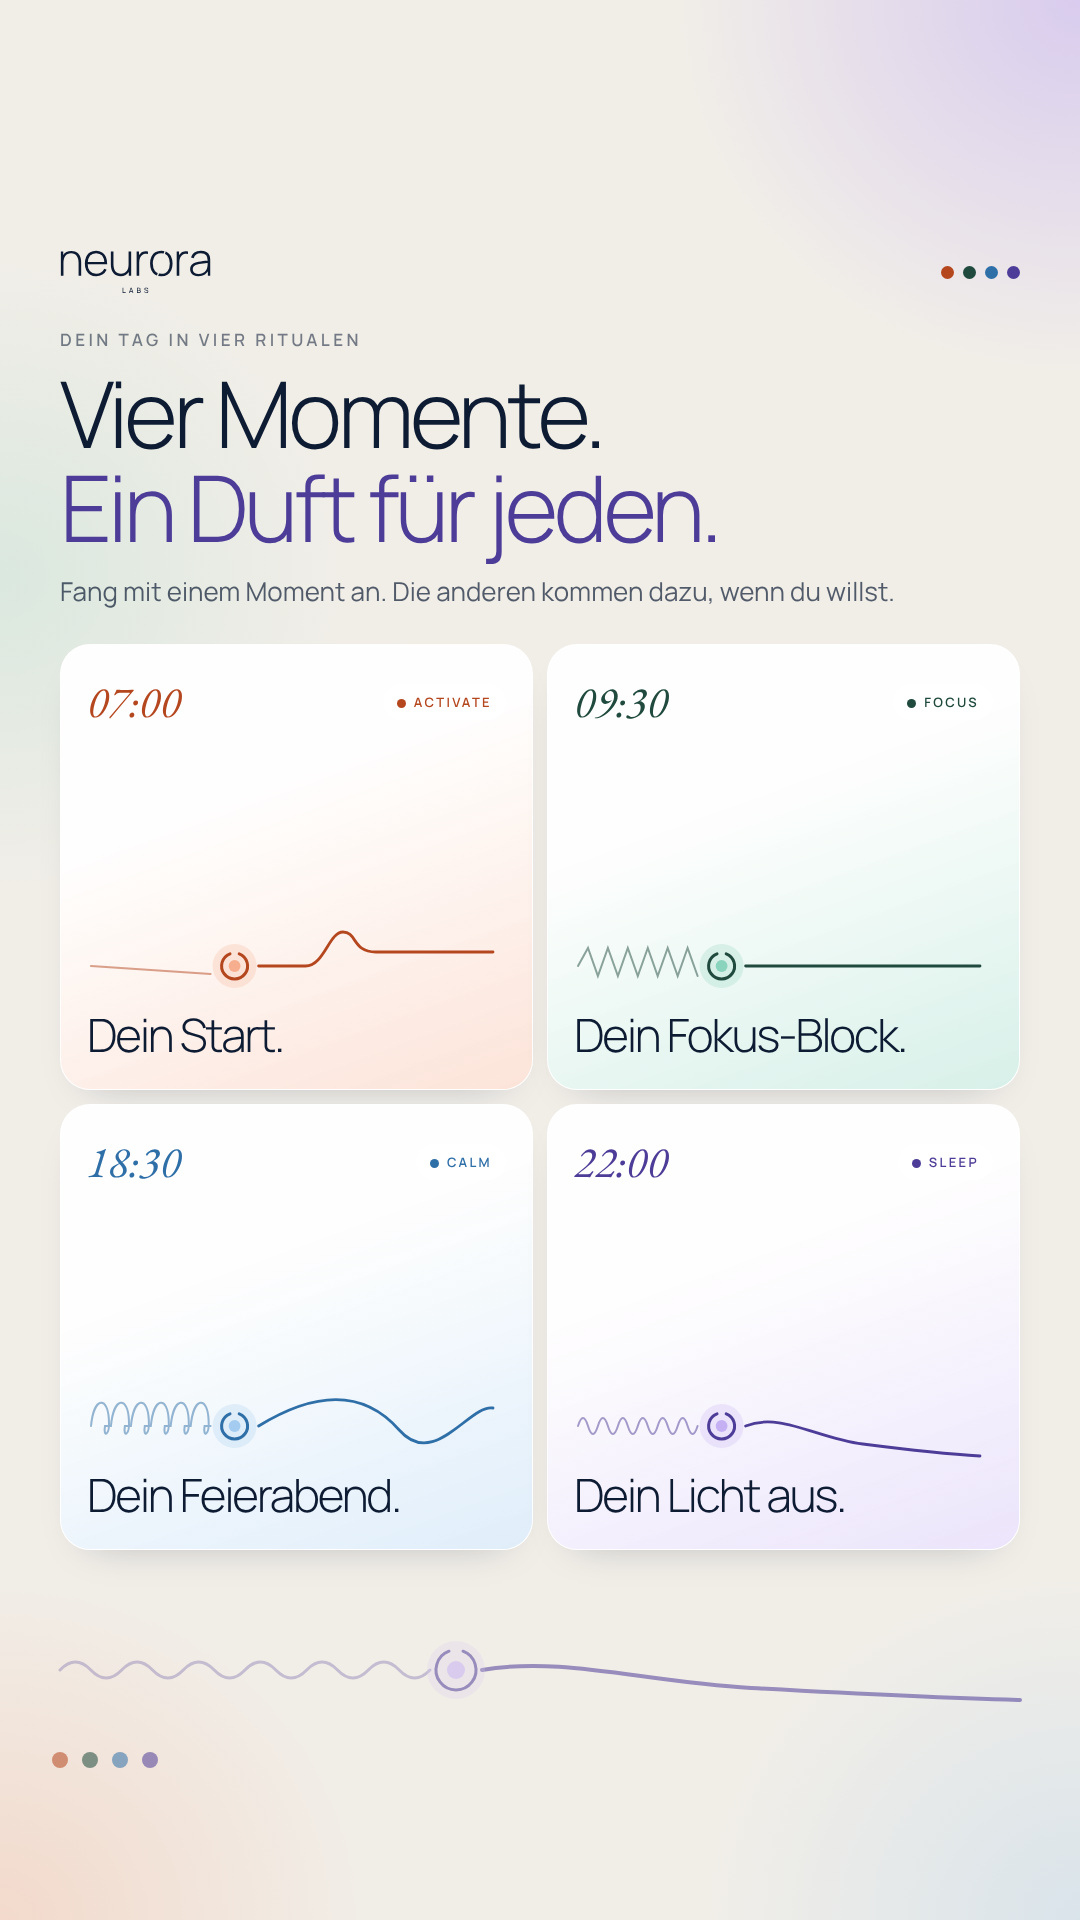 neurora
LABS
DEIN TAG IN VIER RITUALEN
Vier Momente.
Ein Duft für jeden.
Fang mit einem Moment an. Die anderen kommen dazu, wenn du willst.
07:00
ACTIVATE
Dein Start.
09:30
FOCUS
Dein Fokus-Block.
18:30
CALM
Dein Feierabend.
22:00
SLEEP
Dein Licht aus.